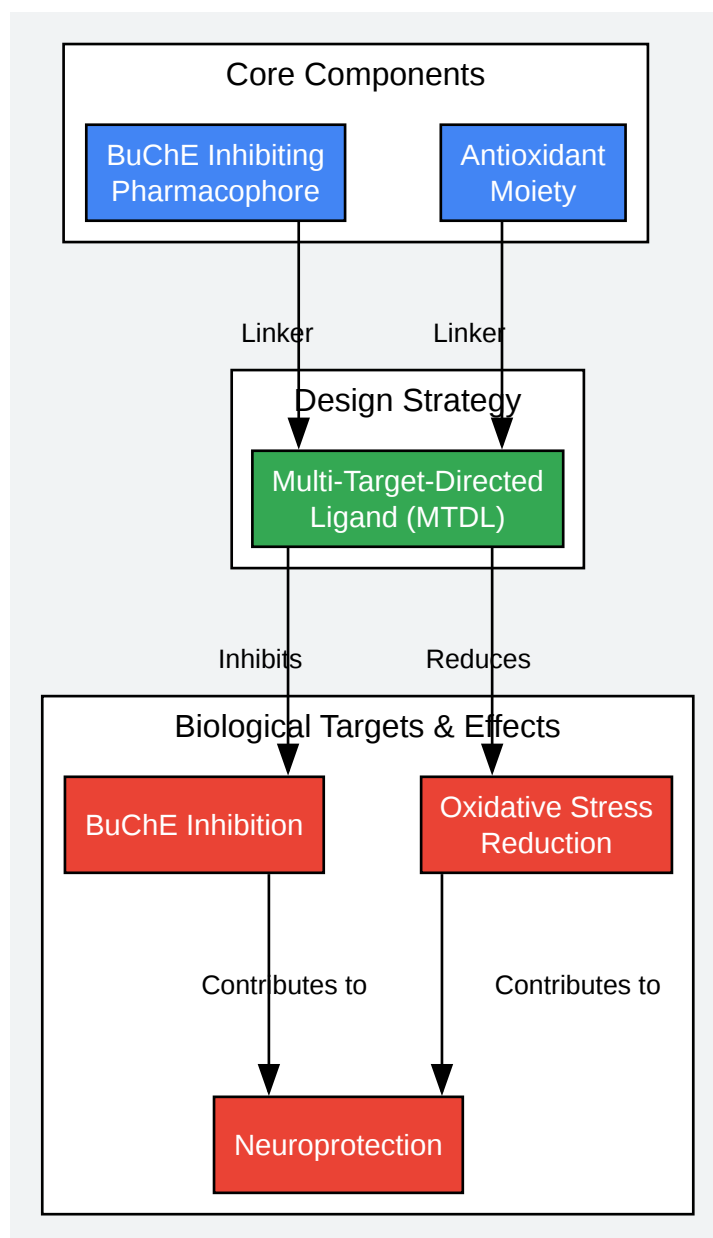 Core Components
BuChE Inhibiting
Pharmacophore
Antioxidant
Moiety
Linker
Linker
Design Strategy
Multi-Target-Directed
Ligand (MTDL)
Inhibits
Reduces
Biological Targets & Effects
BuChE Inhibition
Oxidative Stress
Reduction
Contributes to
Contributes to
Neuroprotection